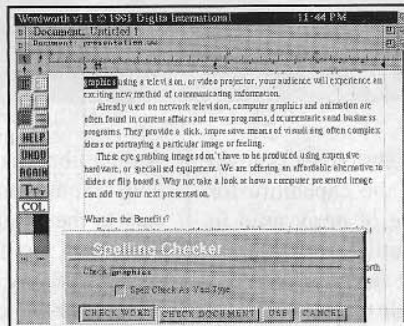 Wordworth v1.1 © 1991 Digita International 11:44 PM
Document, Untitled 1
Document: presentation.ww
graphics using a television, or video projector, your audience will experience an
exciting new method of communicating information.
Already used on network television, computer graphics and animation are
often found in current affairs and news programs, documentaries and business
programs. They provide a slick, impressive means of visualising often complex
ideas or portraying a particular image or feeling.
These eye grabbing images don't have to be produced using expensive
hardware, or specialised equipment. We are offering an affordable alternative to
slides or flip boards. Why not take a look at how a computer presented image
can add to your next presentation.
What are the Benefits?
HELP
UNDO
AGAIN
COL
Spelling Checker
Check graphics
Spell Check As You Type
CHECK WORD CHECK DOCUMENT USE CANCEL